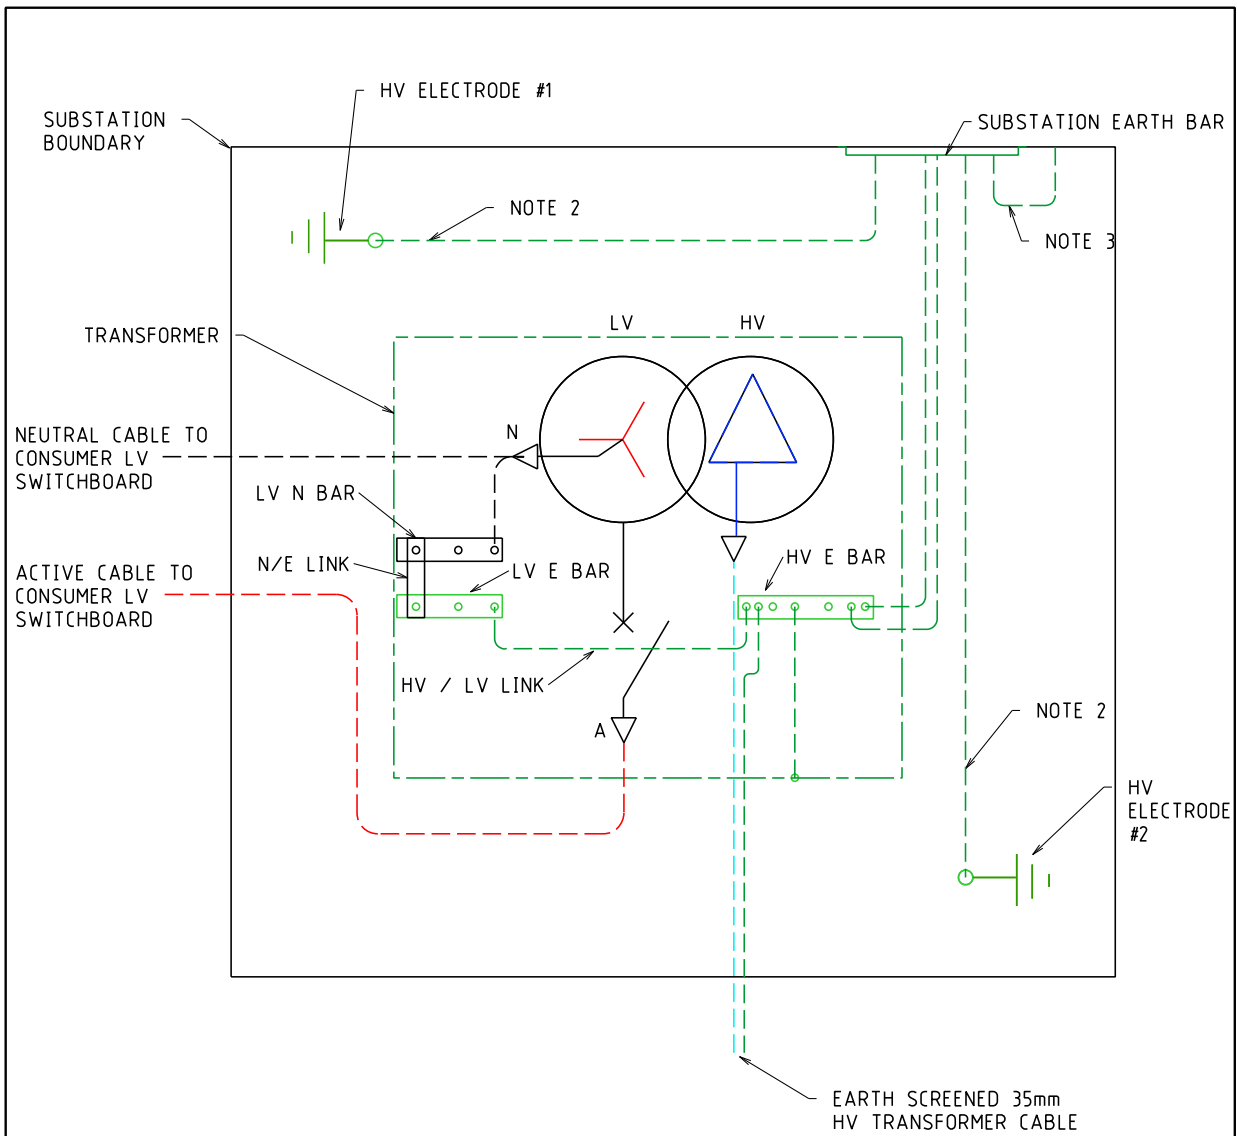 HV ELECTRODE #1
SUBSTATION
BOUNDARY
SUBSTATION EARTH BAR
NOTE 2
NOTE 3
TRANSFORMER
LV
HV
NEUTRAL CABLE TO
CONSUMER LV
SWITCHBOARD
N
LV N BAR
N/E LINK
LV E BAR
HV E BAR
ACTIVE CABLE TO
CONSUMER LV
SWITCHBOARD
HV / LV LINK
A
NOTE 2
HV
ELECTRODE
#2
EARTH SCREENED 35mm
HV TRANSFORMER CABLE